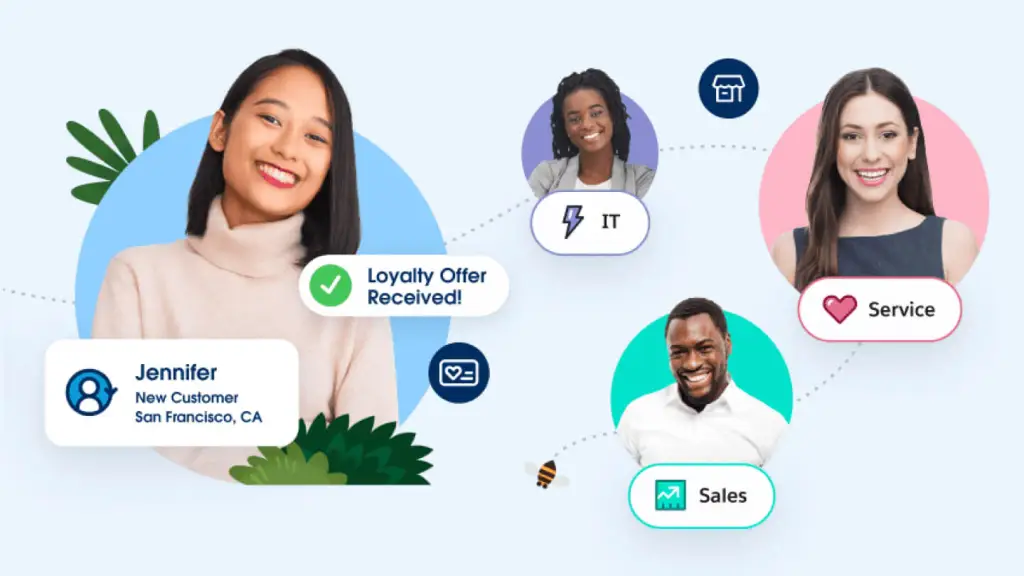 Loyalty Offer
Received!
Jennifer
New Customer
San Francisco, CA
IT
Service
Sales